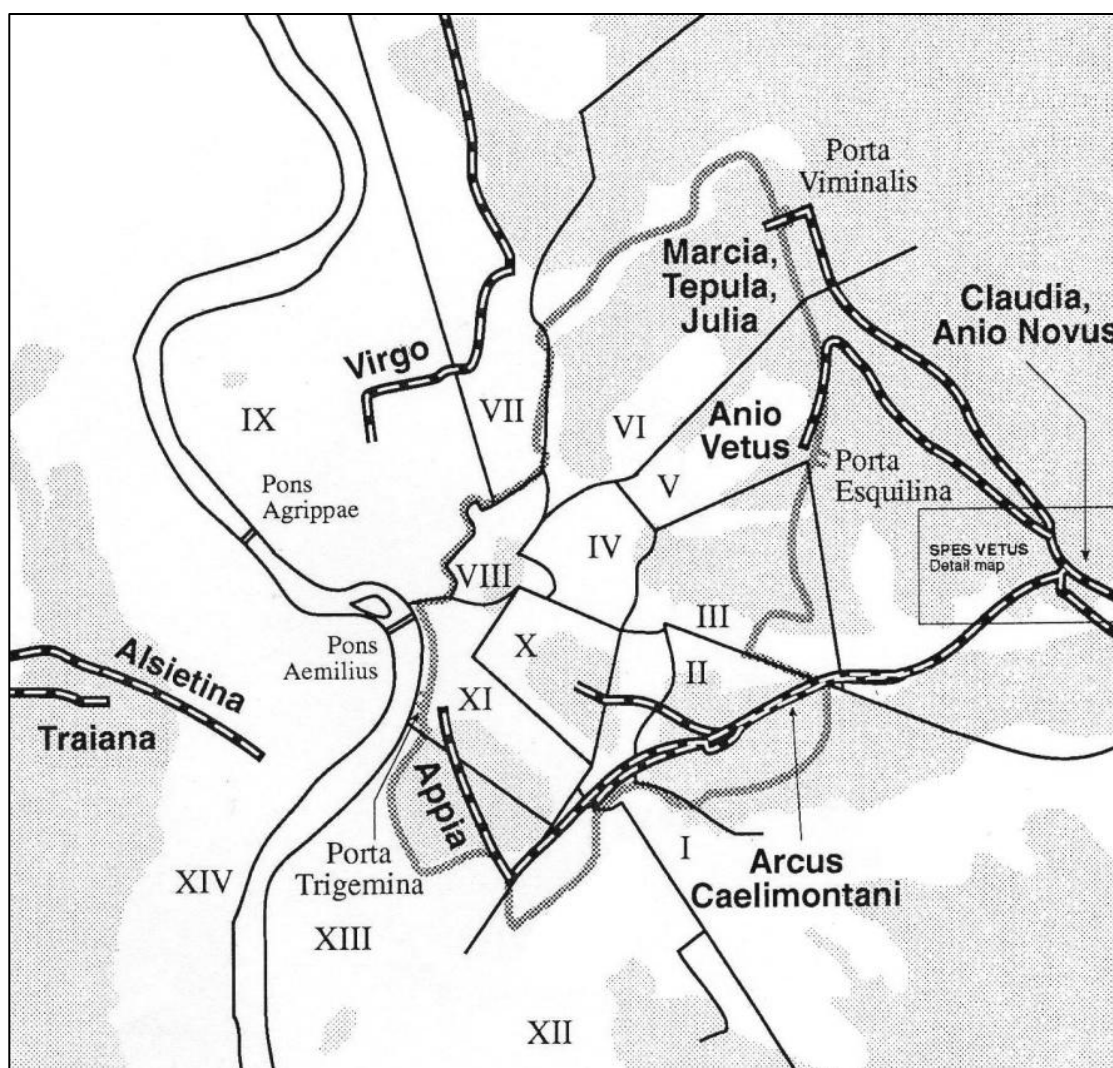 Porta
Viminalis
Marcia,
Tepula,
Julia
Claudia,
Anio Novus
Virgo
IX
VII
VI
Anio
Vetus
V
Porta
Esquilina
Pons
Agrippae
IV
SPES VETUS
Detail map
VIII
III
Pons
Aemilius
X
II
Alsietina
XI
Traiana
Appia
I
Porta
Trigemina
Arcus
Caelimontani
XIV
XIII
XII